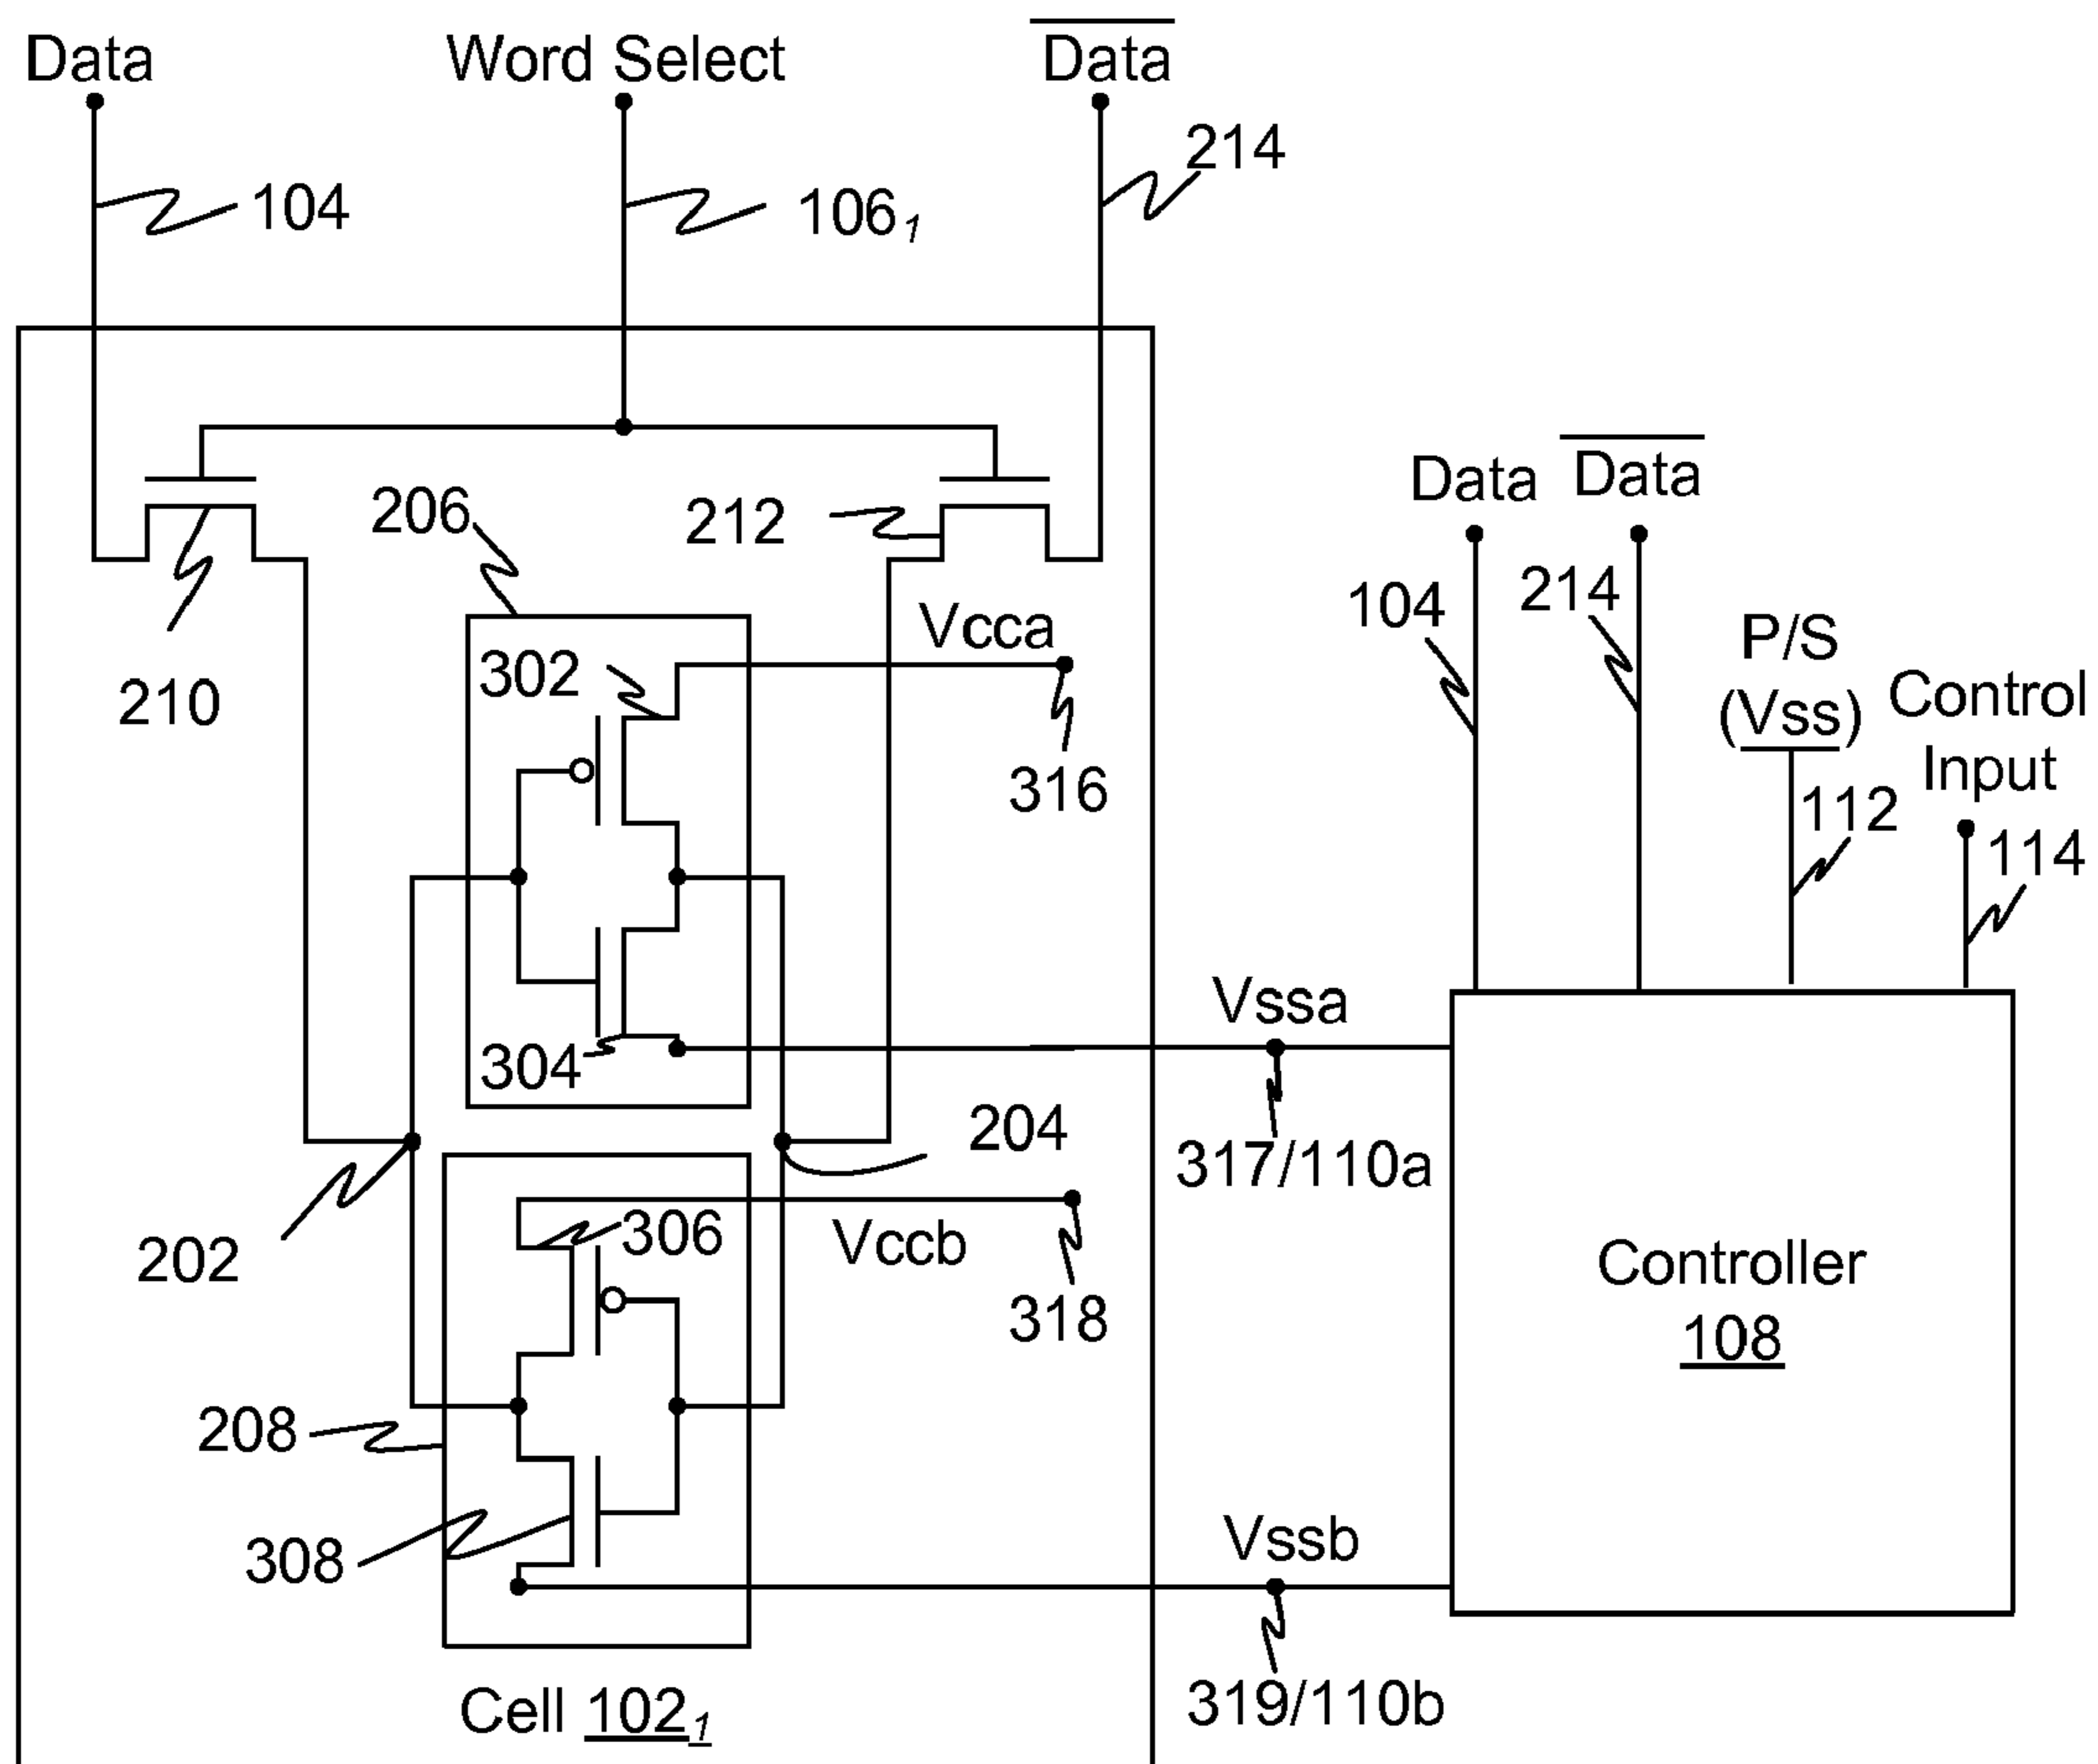 Data
Word Select
Data
214
104
106₁
206
212
Data
Data
104
214
Vcca
P/S
(Vss)
302
210
Control
Input
316
112
114
Vssa
304
204
317/110a
202
306
Vccb
318
Controller
108
208
308
Vssb
319/110b
Cell 102₁